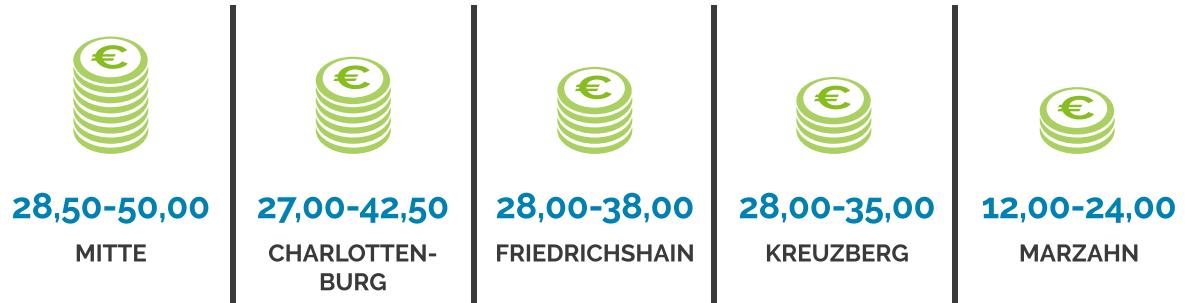 €
28,50-50,00
MITTE
€
27,00-42,50
CHARLOTTEN-
BURG
€
28,00-38,00
FRIEDRICHSHAIN
€
28,00-35,00
KREUZBERG
€
12,00-24,00
MARZAHN